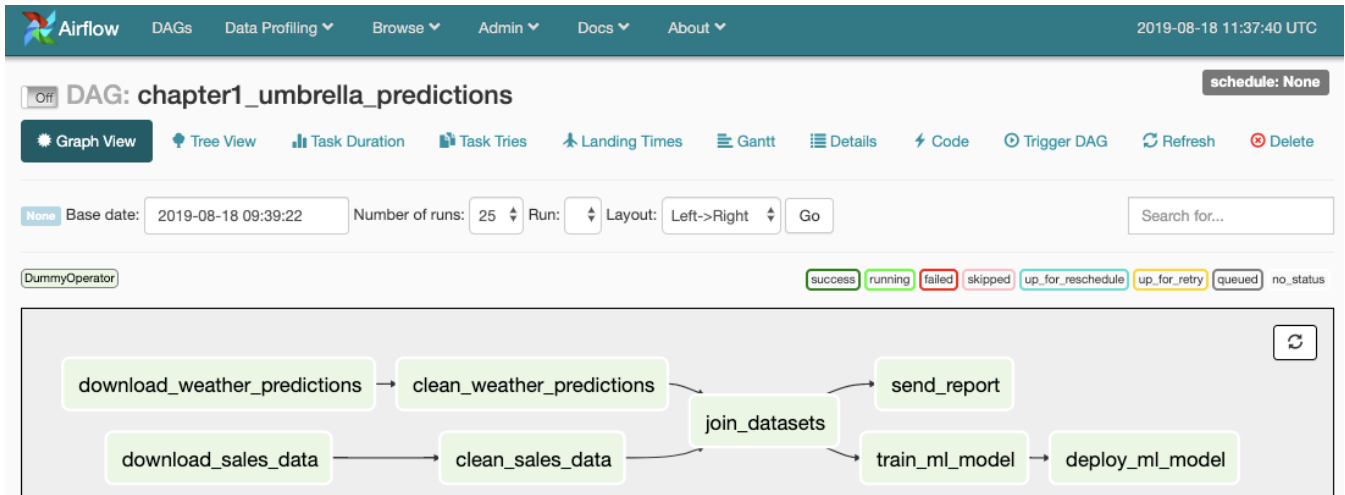 Airflow DAGs Data Profiling Browse Admin Docs About 2019-08-18 11:37:40 UTC
schedule: None
Off DAG: chapter1_umbrella_predictions
Graph View Tree View Task Duration Task Tries Landing Times Gantt Details Code Trigger DAG Refresh Delete
None Base date: 2019-08-18 09:39:22 Number of runs: 25 Run: Layout: Left->Right Go Search for...
DummyOperator success running failed skipped up_for_reschedule up_for_retry queued no_status
download_weather_predictions clean_weather_predictions send_report
join_datasets
download_sales_data clean_sales_data train_ml_model deploy_ml_model